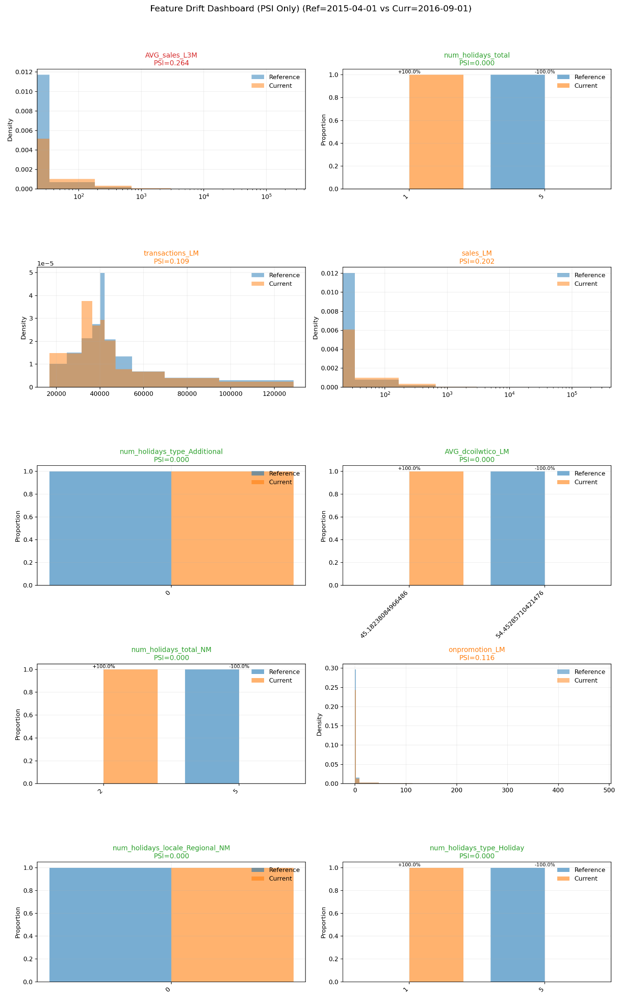 Feature Drift Dashboard (PSI Only) (Ref=2015-04-01 vs Curr=2016-09-01)
AVG_sales_L3M
PSI=0.264
Density
0.012
0.010
0.008
0.006
0.004
0.002
0.000
10²
10³
10⁴
10⁵
Reference
Current
num_holidays_total
PSI=0.000
Proportion
1.0
0.8
0.6
0.4
0.2
0.0
+100.0%
-100.0%
1
5
Reference
Current
transactions_LM
PSI=0.109
1e−5
Density
5
4
3
2
1
0
20000
40000
60000
80000
100000
120000
Reference
Current
sales_LM
PSI=0.202
Density
0.012
0.010
0.008
0.006
0.004
0.002
0.000
10²
10³
10⁴
10⁵
Reference
Current
num_holidays_type_Additional
PSI=0.000
Proportion
1.0
0.8
0.6
0.4
0.2
0.0
0
Reference
Current
AVG_dcoilwtico_LM
PSI=0.000
Proportion
1.0
0.8
0.6
0.4
0.2
0.0
+100.0%
-100.0%
45.18238084966486
54.45285710421476
Reference
Current
num_holidays_total_NM
PSI=0.000
Proportion
1.0
0.8
0.6
0.4
0.2
0.0
+100.0%
-100.0%
2
5
Reference
Current
onpromotion_LM
PSI=0.116
Density
0.30
0.25
0.20
0.15
0.10
0.05
0.00
0
100
200
300
400
500
Reference
Current
num_holidays_locale_Regional_NM
PSI=0.000
Proportion
1.0
0.8
0.6
0.4
0.2
0.0
0
Reference
Current
num_holidays_type_Holiday
PSI=0.000
Proportion
1.0
0.8
0.6
0.4
0.2
0.0
+100.0%
-100.0%
1
5
Reference
Current